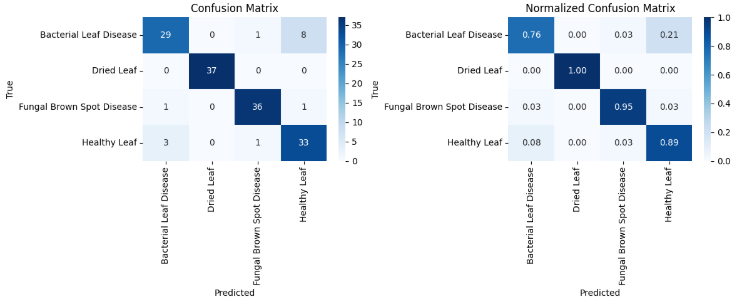 Confusion Matrix
True
Bacterial Leaf Disease
29 0 1 8
Dried Leaf
0 37 0 0
Fungal Brown Spot Disease
1 0 36 1
Healthy Leaf
3 0 1 33
35
30
25
20
15
10
5
0
Bacterial Leaf Disease
Dried Leaf
Fungal Brown Spot Disease
Healthy Leaf
Predicted
Normalized Confusion Matrix
True
Bacterial Leaf Disease
0.76 0.00 0.03 0.21
Dried Leaf
0.00 1.00 0.00 0.00
Fungal Brown Spot Disease
0.03 0.00 0.95 0.03
Healthy Leaf
0.08 0.00 0.03 0.89
1.0
0.8
0.6
0.4
0.2
0.0
Bacterial Leaf Disease
Dried Leaf
Fungal Brown Spot Disease
Healthy Leaf
Predicted